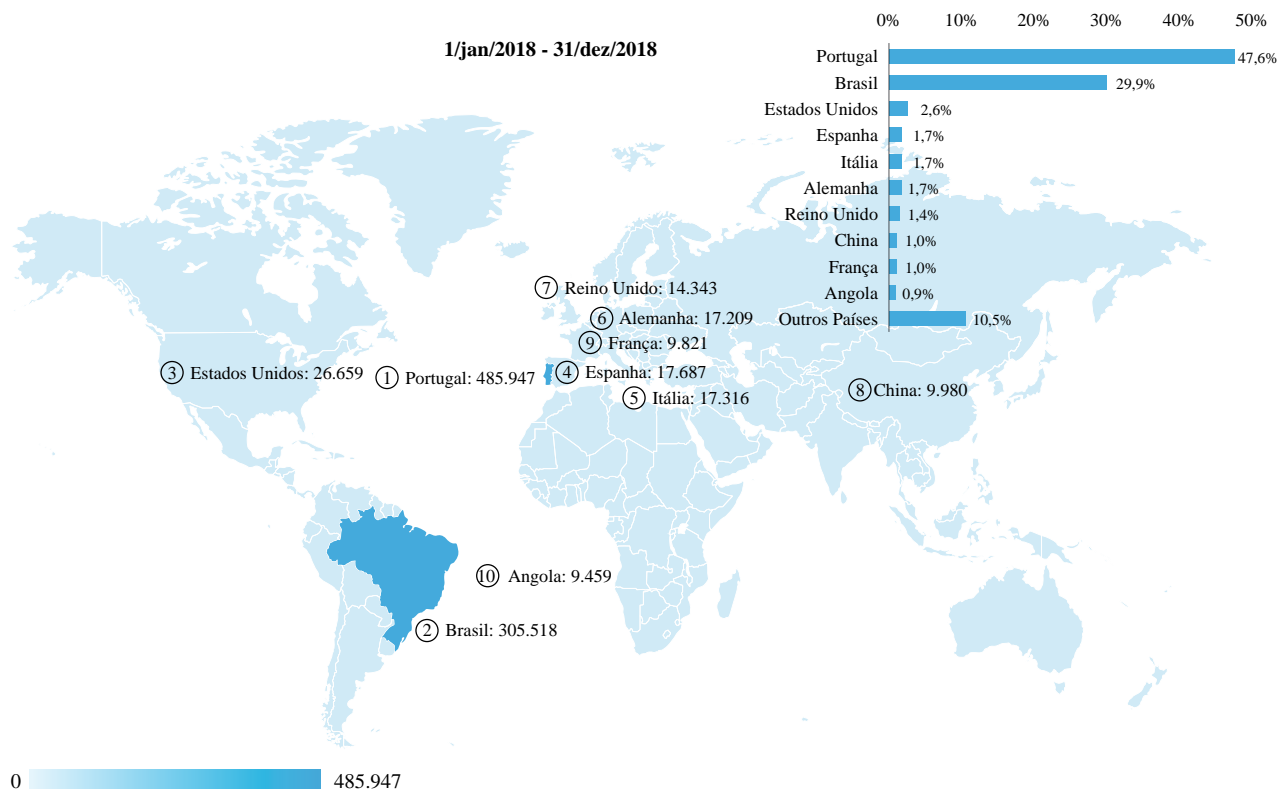 0% 10% 20% 30% 40% 50%
1/jan/2018 - 31/dez/2018
Portugal 47,6%
Brasil 29,9%
Estados Unidos 2,6%
Espanha 1,7%
Itália 1,7%
Alemanha 1,7%
Reino Unido 1,4%
China 1,0%
França 1,0%
Angola 0,9%
Outros Países 10,5%
7 Reino Unido: 14.343
6 Alemanha: 17.209
9 França: 9.821
3 Estados Unidos: 26.659
1 Portugal: 485.947
4 Espanha: 17.687
5 Itália: 17.316
8 China: 9.980
10 Angola: 9.459
2 Brasil: 305.518
0 485.947